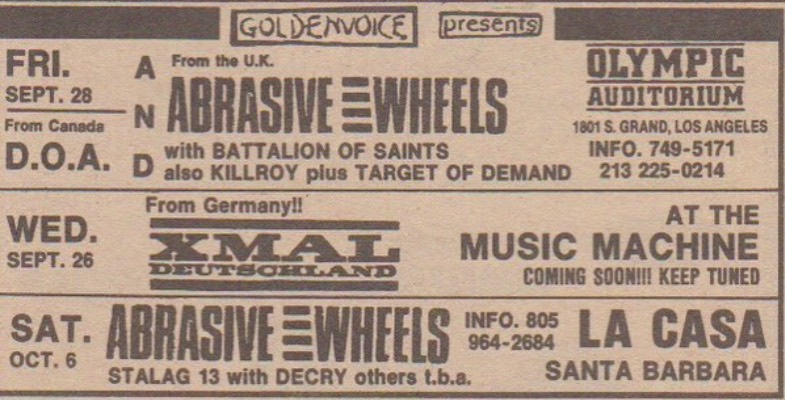 GOLDENVOICE presents
FRI.
SEPT. 28
From Canada
D.O.A.
AND
From the U.K.
ABRASIVE WHEELS
with BATTALION OF SAINTS
also KILLROY plus TARGET OF DEMAND
OLYMPIC
AUDITORIUM
1801 S. GRAND, LOS ANGELES
INFO. 749-5171
213 225-0214
WED.
SEPT. 26
From Germany!!
XMAL
DEUTSCHLAND
AT THE
MUSIC MACHINE
COMING SOON!!! KEEP TUNED
SAT.
OCT. 6
ABRASIVE WHEELS
STALAG 13 with DECRY others t.b.a.
INFO. 805
964-2684
LA CASA
SANTA BARBARA